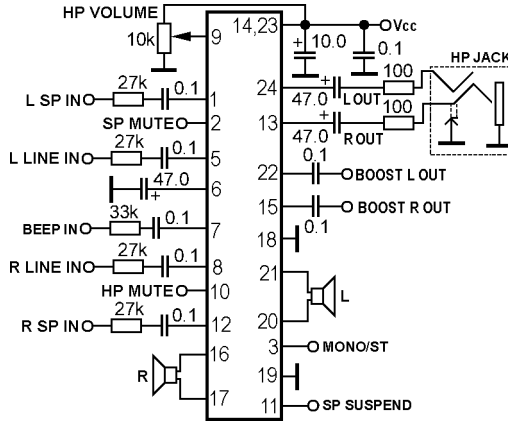 HP VOLUME
10k
9
14,23
Vcc
+
10.0
0.1
HP JACK
27k
0.1
L SP IN
1
24
+
100
47.0
L OUT
SP MUTE
2
13
+
100
47.0
R OUT
27k
0.1
L LINE IN
5
47.0
+
6
0.1
22
BOOST L OUT
33k
0.1
BEEP IN
7
15
BOOST R OUT
0.1
18
27k
0.1
R LINE IN
8
HP MUTE
10
21
L
20
27k
0.1
R SP IN
12
3
MONO/ST
16
R
17
19
11
SP SUSPEND